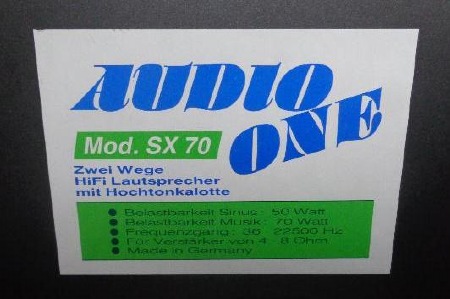 AUDIO
ONE
Mod. SX 70
Zwei Wege
HiFi Lautsprecher
mit Hochtonkalotte
● Belastbarkeit Sinus: 50 Watt
● Belastbarkeit Musik: 70 Watt
● Frequenzgang: 36 - 22500 Hz
● Für Verstärker von 4 - 8 Ohm
● Made in Germany